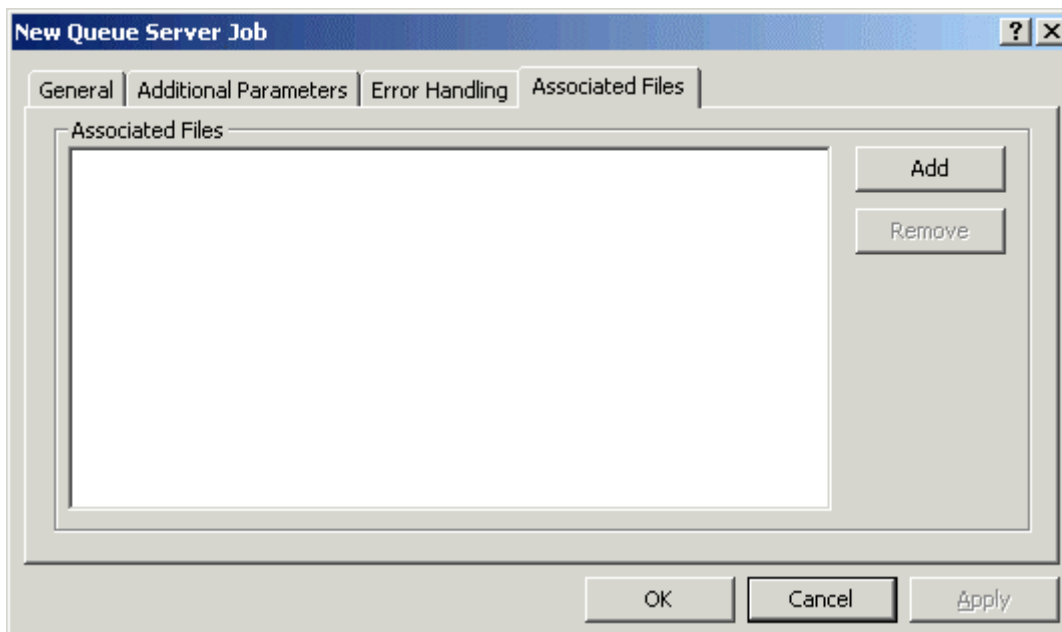 New Queue Server Job
General Additional Parameters Error Handling Associated Files
Associated Files
Add
Remove
OK Cancel Apply